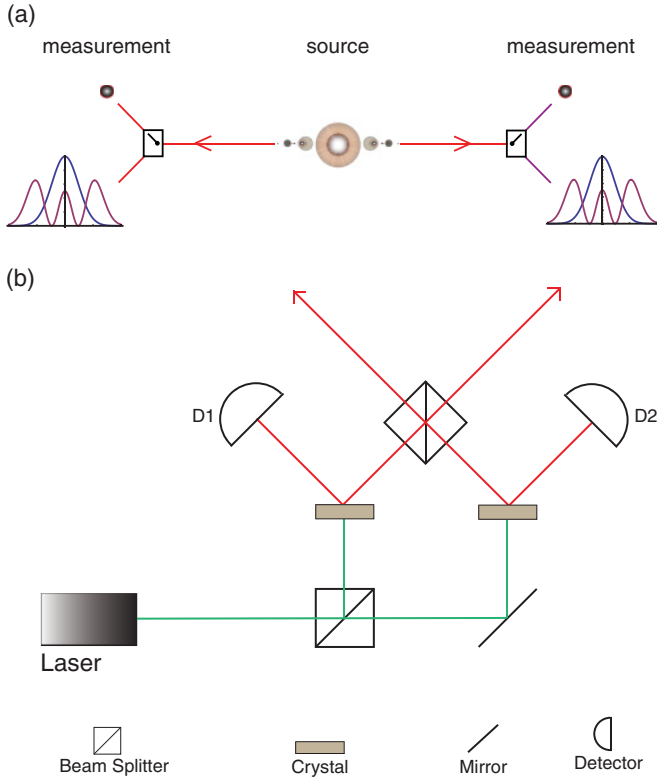 (a)
measurement
source
measurement
(b)
D1
D2
Laser
Beam Splitter
Crystal
Mirror
Detector